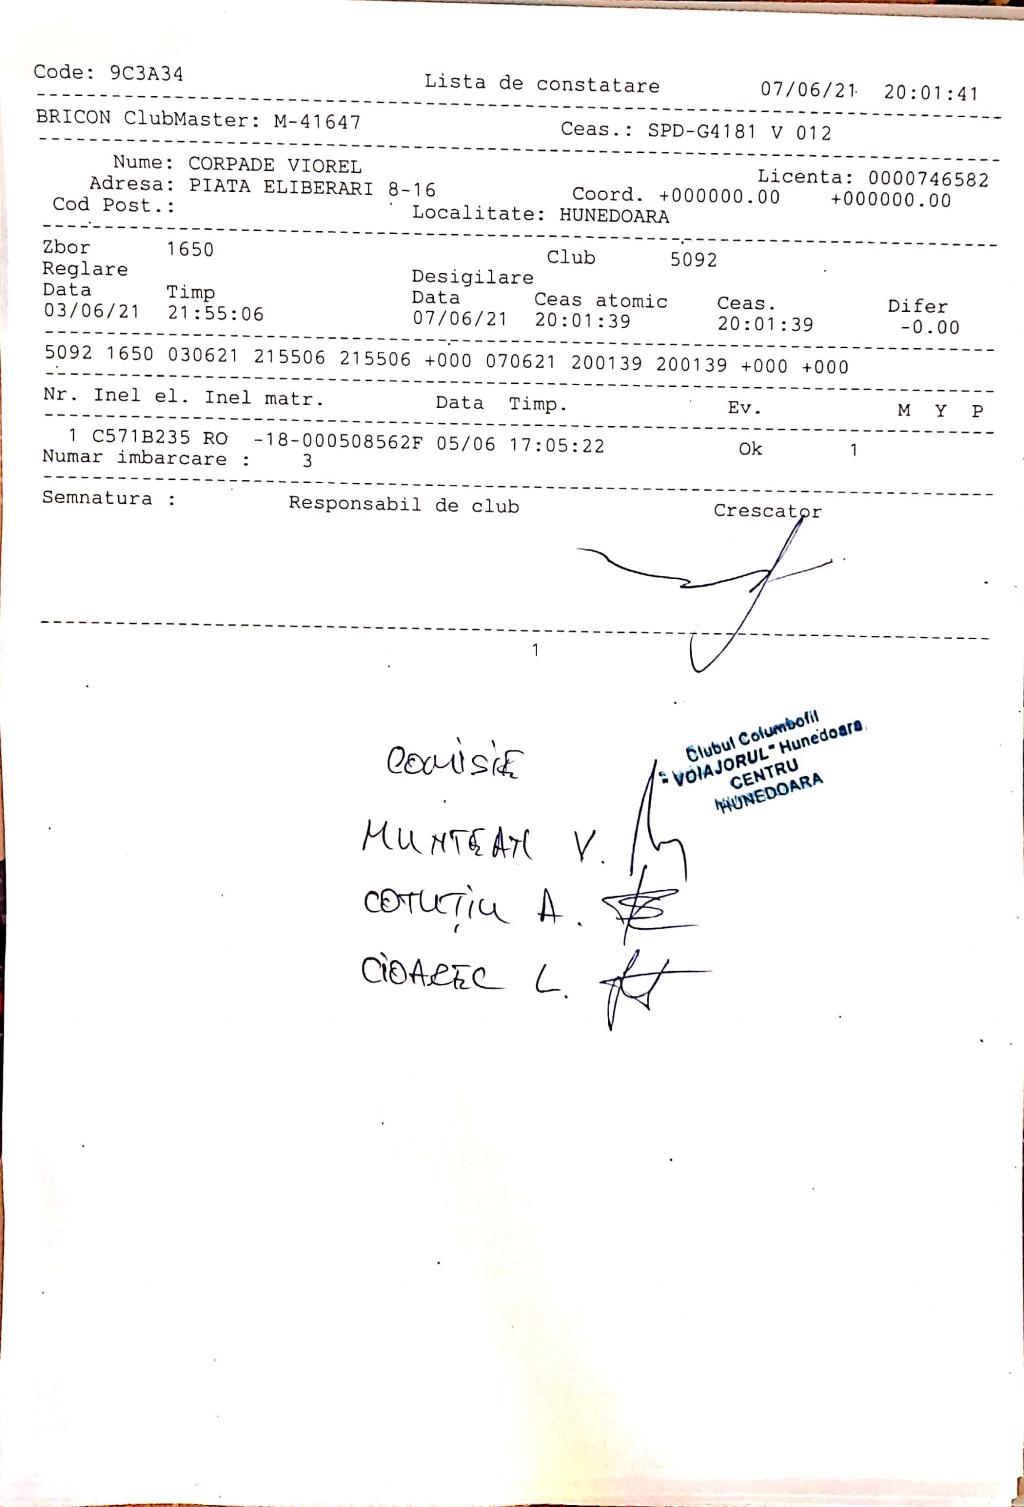 Code: 9C3A34 Lista de constatare 07/06/21 20:01:41
BRICON ClubMaster: M-41647 Ceas.: SPD-G4181 V 012
Nume: CORPADE VIOREL Licenta: 0000746582
Adresa: PIATA ELIBERARI 8-16 Coord. +000000.00 +000000.00
Cod Post.: Localitate: HUNEDOARA
Zbor 1650 Club 5092
Reglare Desigilare
Data Timp Data Ceas atomic Ceas. Difer
03/06/21 21:55:06 07/06/21 20:01:39 20:01:39 -0.00
5092 1650 030621 215506 215506 +000 070621 200139 200139 +000 +000
Nr. Inel el. Inel matr. Data Timp. Ev. M Y P
1 C571B235 RO -18-000508562F 05/06 17:05:22 Ok 1
Numar imbarcare : 3
Semnatura : Responsabil de club Crescator
1
Clubul Columbofil
"VOIAJORUL" Hunedoara
CENTRU
HUNEDOARA
COMISIE
MUNTEAN V.
COTUȚIU A.
CIOAREC L.